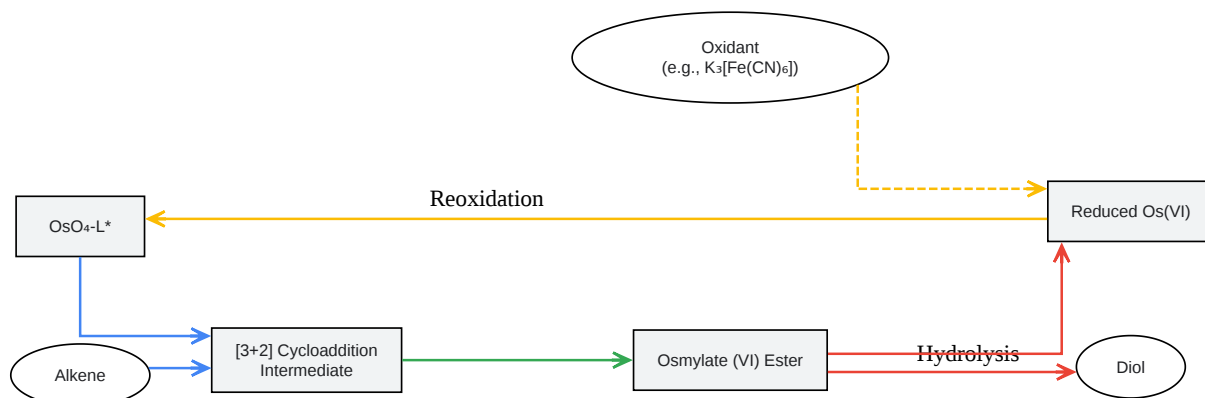 Oxidant
(e.g., K₃[Fe(CN)₆])
Reoxidation
Reduced Os(VI)
OsO₄-L*
[3+2] Cycloaddition
Intermediate
Osmylate (VI) Ester
Hydrolysis
Alkene
Diol